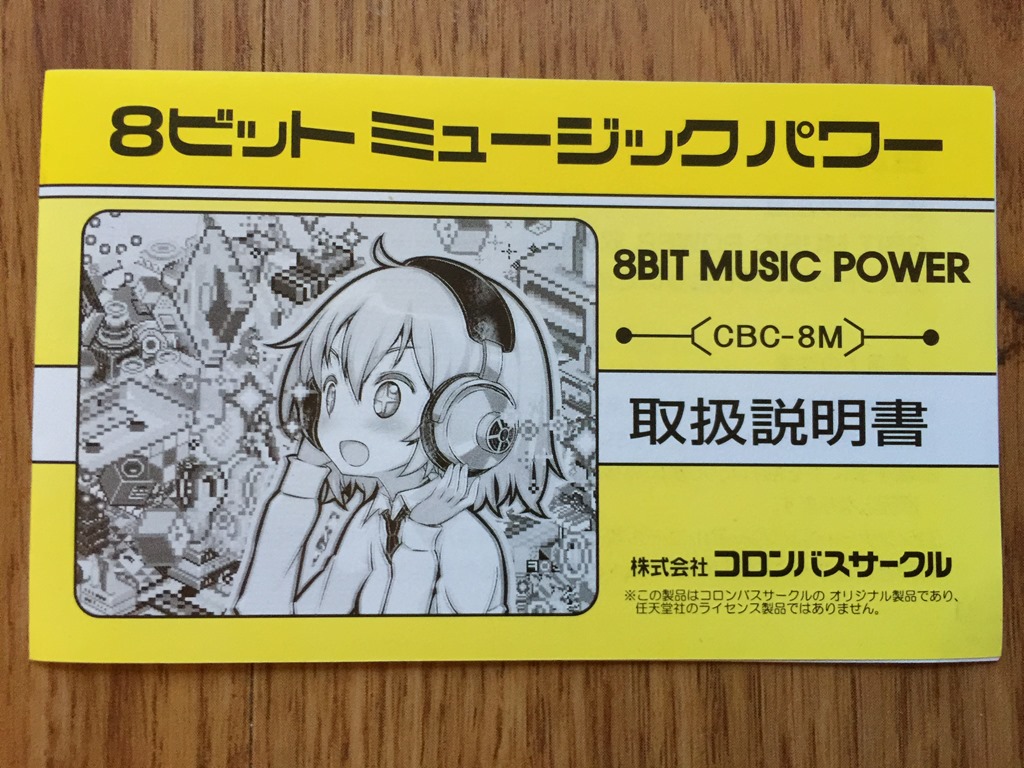 8ビットミュージックパワー
8BIT MUSIC POWER
CBC-8M
取扱説明書
株式会社 コロンバスサークル
※この製品はコロンバスサークルの オリジナル製品であり、
任天堂社のライセンス製品ではありません。